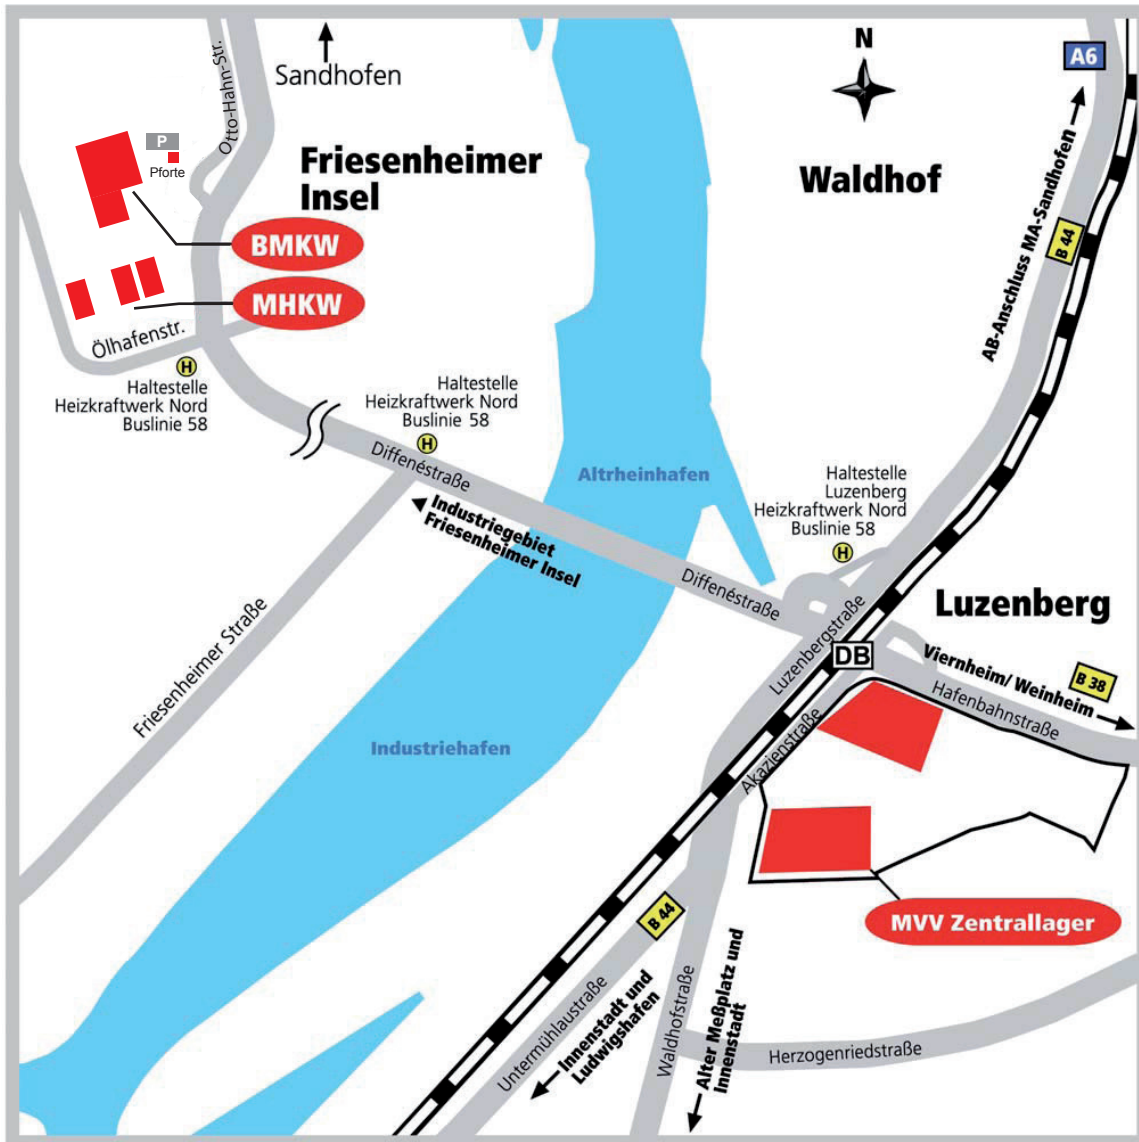 A6
N
Sandhofen
Otto-Hahn-Str.
P
Pforte
Friesenheimer
Insel
Waldhof
AB-Anschluss MA-Sandhofen
B 44
BMKW
MHKW
Ölhafenstr.
H
Haltestelle
Heizkraftwerk Nord
Buslinie 58
Haltestelle
Heizkraftwerk Nord
Buslinie 58
H
Diffenéstraße
Altrheinhafen
Haltestelle
Luzenberg
Heizkraftwerk Nord
Buslinie 58
H
Industriegebiet
Friesenheimer Insel
Diffenéstraße
Luzenbergstraße
Luzenberg
DB
Viernheim/ Weinheim
B 38
Hafenbahnstraße
Friesenheimer Straße
Industriehafen
Akazienstraße
MVV Zentrallager
B 44
Untermühlaustraße
Innenstadt und
Ludwigshafen
Waldhofstraße
Alter Meßplatz und
Innenstadt
Herzogenriedstraße